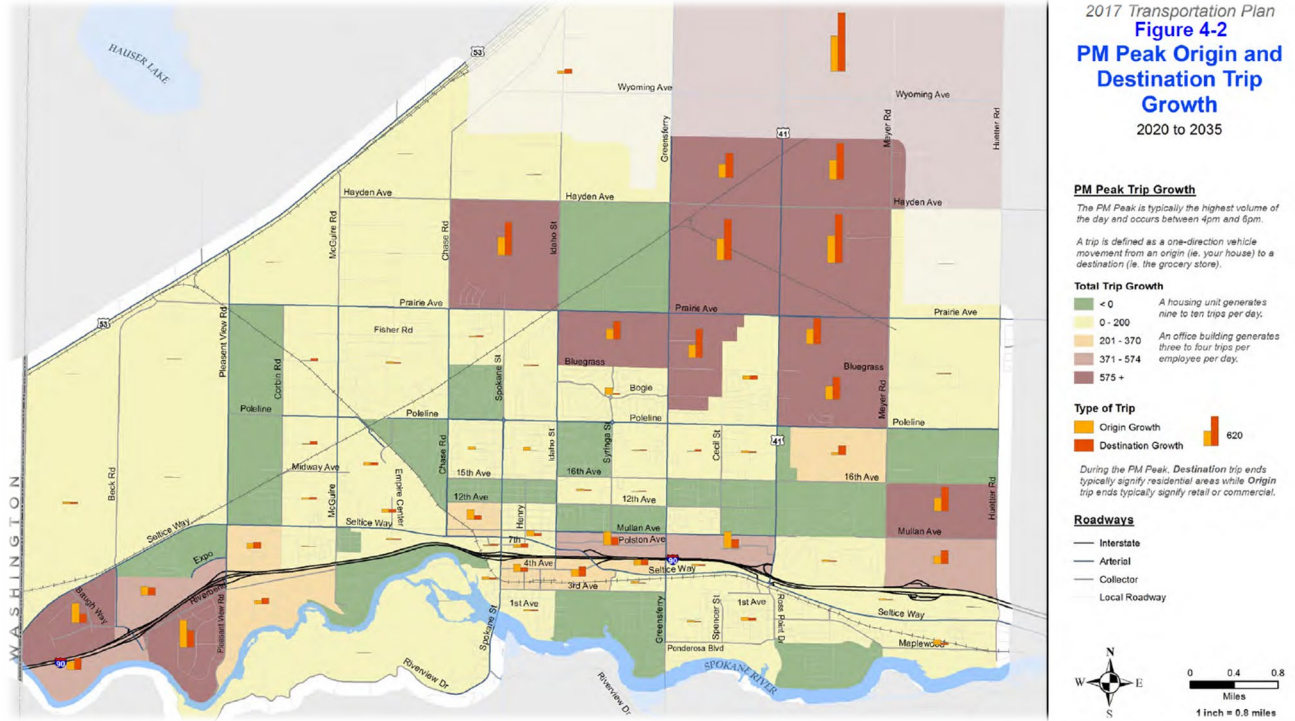 2017 Transportation Plan
Figure 4-2
PM Peak Origin and
Destination Trip
Growth
2020 to 2035
PM Peak Trip Growth
The PM Peak is typically the highest volume of
the day and occurs between 4pm and 6pm.
A trip is defined as a one-direction vehicle
movement from an origin (ie. your house) to a
destination (ie. the grocery store).
Total Trip Growth
< 0
0 - 200
201 - 370
371 - 574
575 +
A housing unit generates
nine to ten trips per day.
An office building generates
three to four trips per
employee per day.
Type of Trip
Origin Growth
Destination Growth
620
During the PM Peak, Destination trip ends
typically signify residential areas while Origin
trip ends typically signify retail or commercial.
Roadways
Interstate
Arterial
Collector
Local Roadway
N
W E
S
0 0.4 0.8
Miles
1 inch = 0.8 miles
HAUSER LAKE
53
Wyoming Ave
Wyoming Ave
Greensferry
41
Meyer Rd
Huetter Rd
Hayden Ave
Hayden Ave
Hayden Ave
McGuire Rd
Chase Rd
Idaho St
Prairie Ave
Prairie Ave
Prairie Ave
53
Pleasent View Rd
Fisher Rd
Corbin Rd
Spokane St
Bluegrass
Bluegrass
Bogie
Meyer Rd
Poleline
Poleline
Poleline
Poleline
Beck Rd
Chase Rd
Idaho St
Syringa St
Cecil St
41
Midway Ave
15th Ave
16th Ave
16th Ave
McGuire
Empire Center
12th Ave
12th Ave
Henry
Huetter Rd
Seltice Way
Seltice Way
Mullan Ave
Mullan Ave
7th
Polston Ave
WASHINGTON
Expo
4th Ave
90
Seltice Way
3rd Ave
Baugh Way
Riverbend
Pleasant View Rd
1st Ave
1st Ave
Spokane St
Greensferry
Spencer St
Ross Point Dr
Seltice Way
Ponderosa Blvd
Maplewood
90
Riverview Dr
Riverview Dr
SPOKANE RIVER